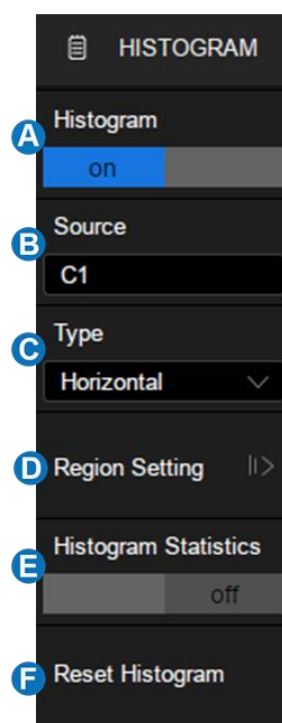 HISTOGRAM
A
Histogram
on
B
Source
C1
C
Type
Horizontal
D
Region Setting
E
Histogram Statistics
off
F
Reset Histogram